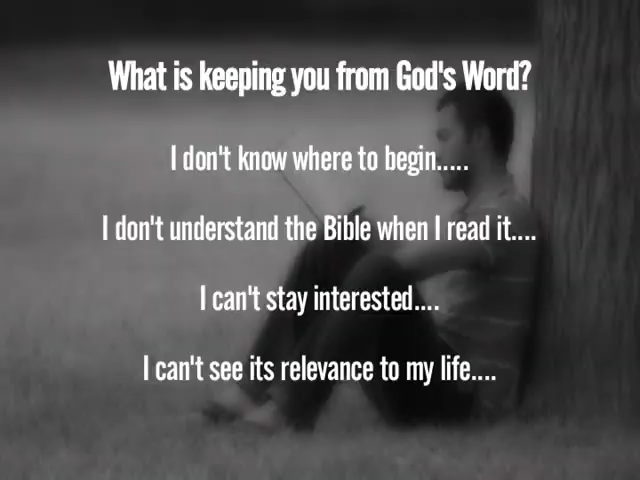 What is keeping you from God's Word?
I don't know where to begin.....
I don't understand the Bible when I read it....
I can't stay interested....
I can't see its relevance to my life....